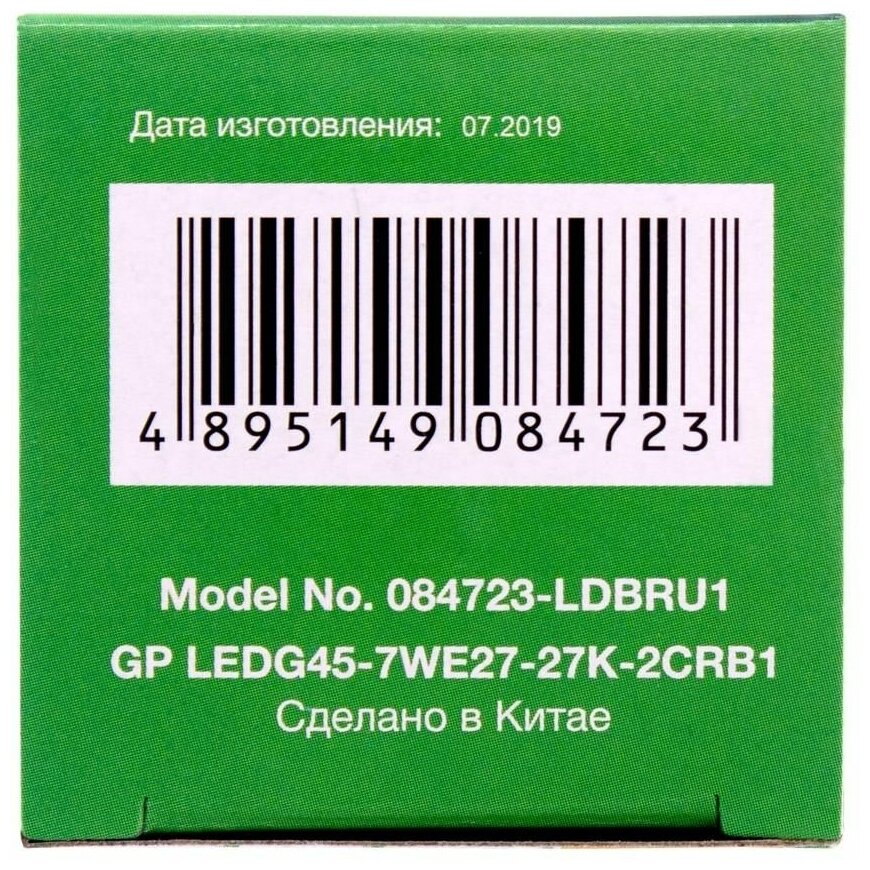 Дата изготовления: 07.2019
4 895149 084723
Model No. 084723-LDBRU1
GP LEDG45-7WE27-27K-2CRB1
Сделано в Китае